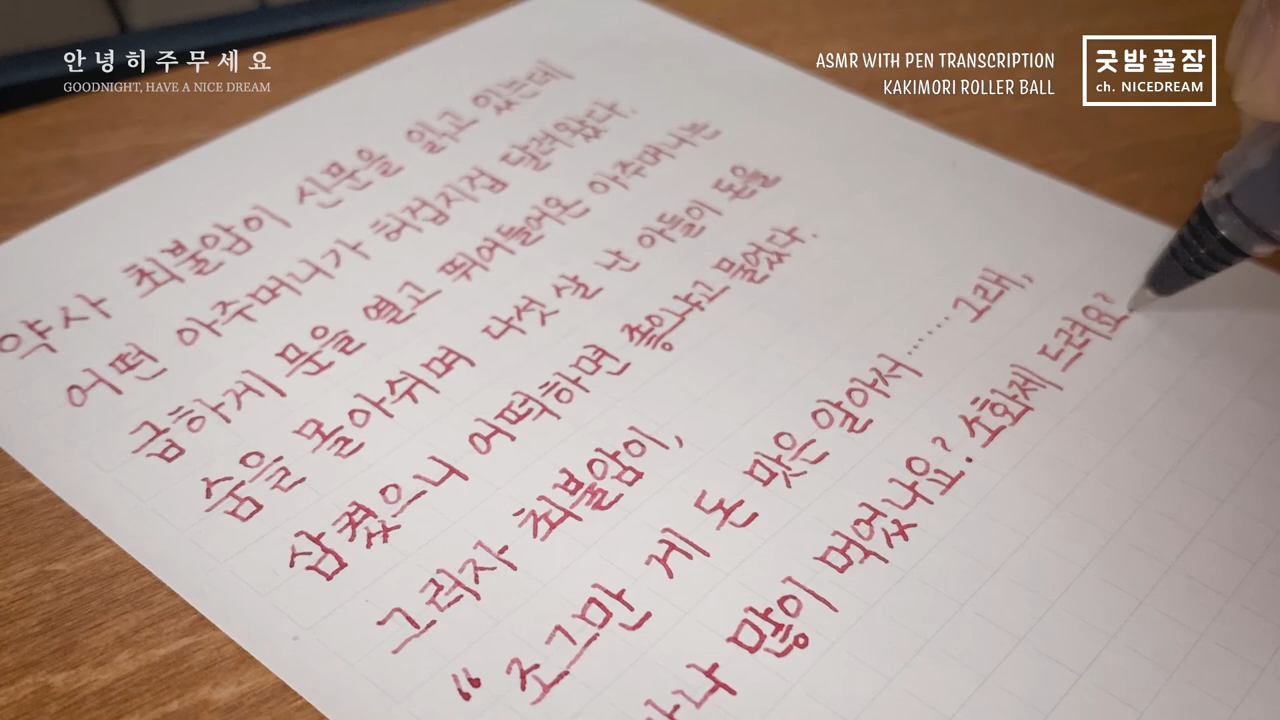 안녕히주무세요
GOODNIGHT, HAVE A NICE DREAM
ASMR WITH PEN TRANSCRIPTION
KAKIMORI ROLLER BALL
굿밤꿀잠
ch. NICEDREAM
약사 최불암이 신문을 읽고 있는데
어떤 아주머니가 허겁지겁 달려왔다.
급하게 문을 열고 뛰어들어온 아주머니는
숨을 몰아쉬며 다섯 살 난 아들이 돈을
삼켰으니 어떡하면 좋냐고 물었다.
그러자 최불암이,
“조그만 게 돈 맛은 알아서…… 그래,
많이 먹었나요? 소화제 드려요?